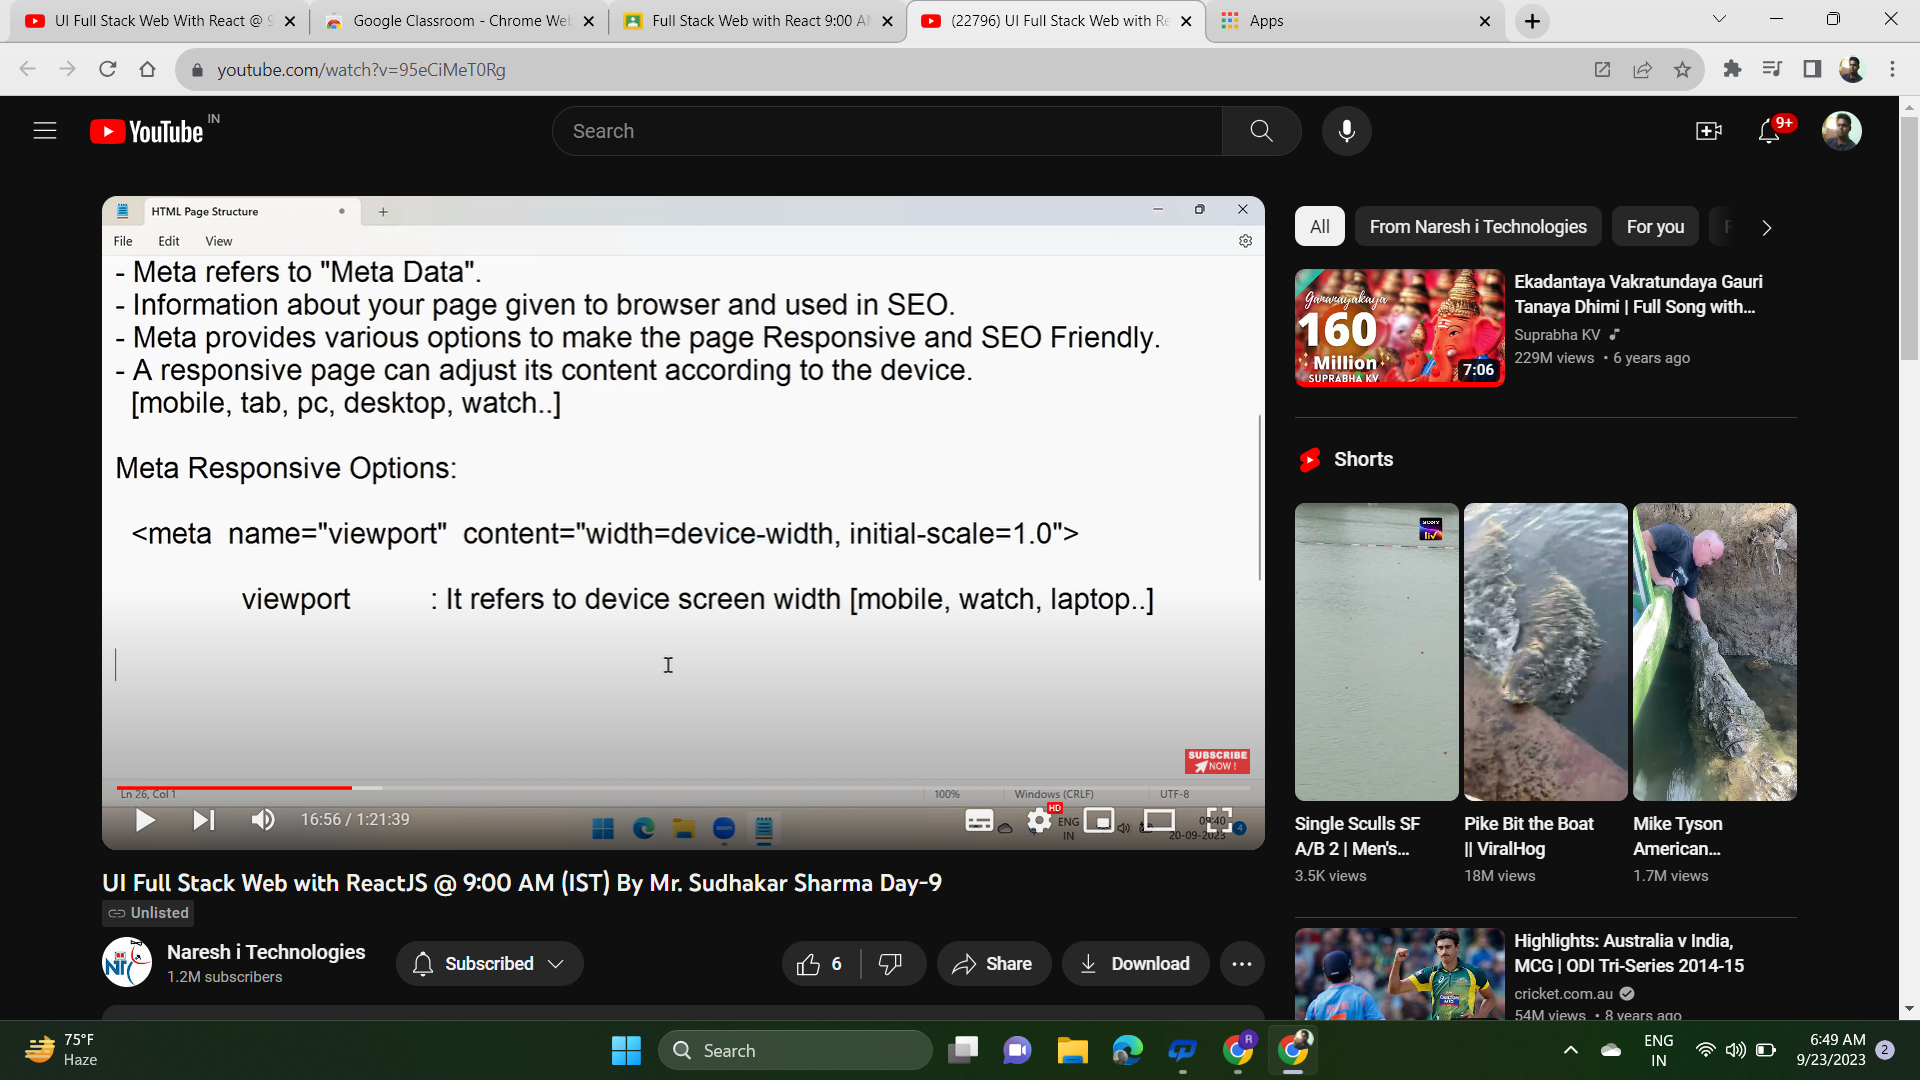 UI Full Stack Web With React @ 9
Google Classroom - Chrome Web
Full Stack Web with React 9:00 AM
(22796) UI Full Stack Web with Re
Apps
youtube.com/watch?v=95eCiMeT0Rg
YouTube IN
Search
9+
HTML Page Structure
File Edit View
- Meta refers to "Meta Data".
- Information about your page given to browser and used in SEO.
- Meta provides various options to make the page Responsive and SEO Friendly.
- A responsive page can adjust its content according to the device.
[mobile, tab, pc, desktop, watch..]
Meta Responsive Options:
<meta name="viewport" content="width=device-width, initial-scale=1.0">
viewport : It refers to device screen width [mobile, watch, laptop..]
SUBSCRIBE
NOW !
Ln 26, Col 1 100% Windows (CRLF) UTF-8
16:56 / 1:21:39
zoom
HD
ENG
IN
09:40
20-09-2023
4
UI Full Stack Web with ReactJS @ 9:00 AM (IST) By Mr. Sudhakar Sharma Day-9
Unlisted
NiT
Naresh i Technologies
1.2M subscribers
Subscribed
6
Share
Download
All
From Naresh i Technologies
For you
Gananayakaya
160
Million
SUPRABHA KV
7:06
Ekadantaya Vakratundaya Gauri
Tanaya Dhimi | Full Song with...
Suprabha KV
229M views • 6 years ago
Shorts
SONY
liv
Single Sculls SF
A/B 2 | Men's...
3.5K views
Pike Bit the Boat
|| ViralHog
18M views
Mike Tyson
American...
1.7M views
Highlights: Australia v India,
MCG | ODI Tri-Series 2014-15
cricket.com.au
54M views • 8 years ago
75°F
Haze
Search
R
ENG
IN
6:49 AM
9/23/2023
2